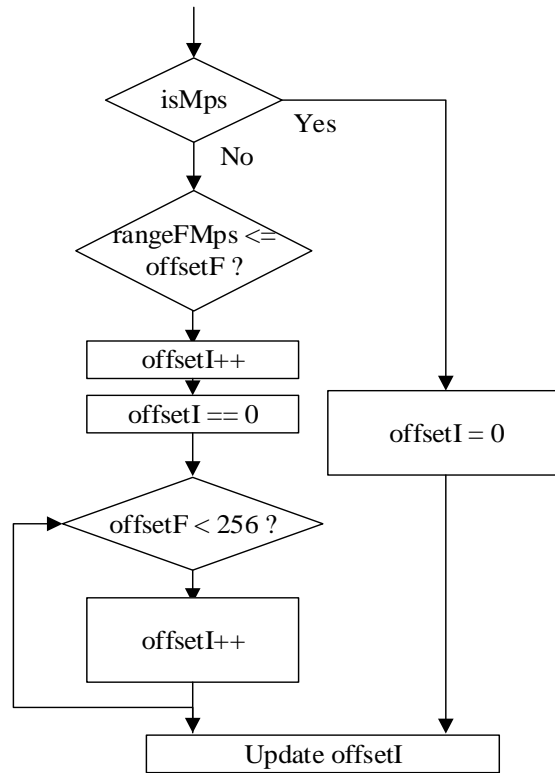 isMps
Yes
No
rangeFMps <=
offsetF ?
offsetI++
offsetI == 0
offsetI = 0
offsetF < 256 ?
offsetI++
Update offsetI